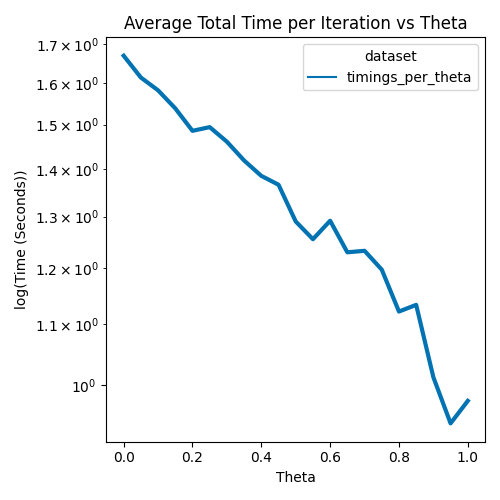 Average Total Time per Iteration vs Theta
1.7 × 10⁰
1.6 × 10⁰
1.5 × 10⁰
1.4 × 10⁰
1.3 × 10⁰
1.2 × 10⁰
1.1 × 10⁰
10⁰
log(Time (Seconds))
dataset
timings_per_theta
0.0 0.2 0.4 0.6 0.8 1.0
Theta